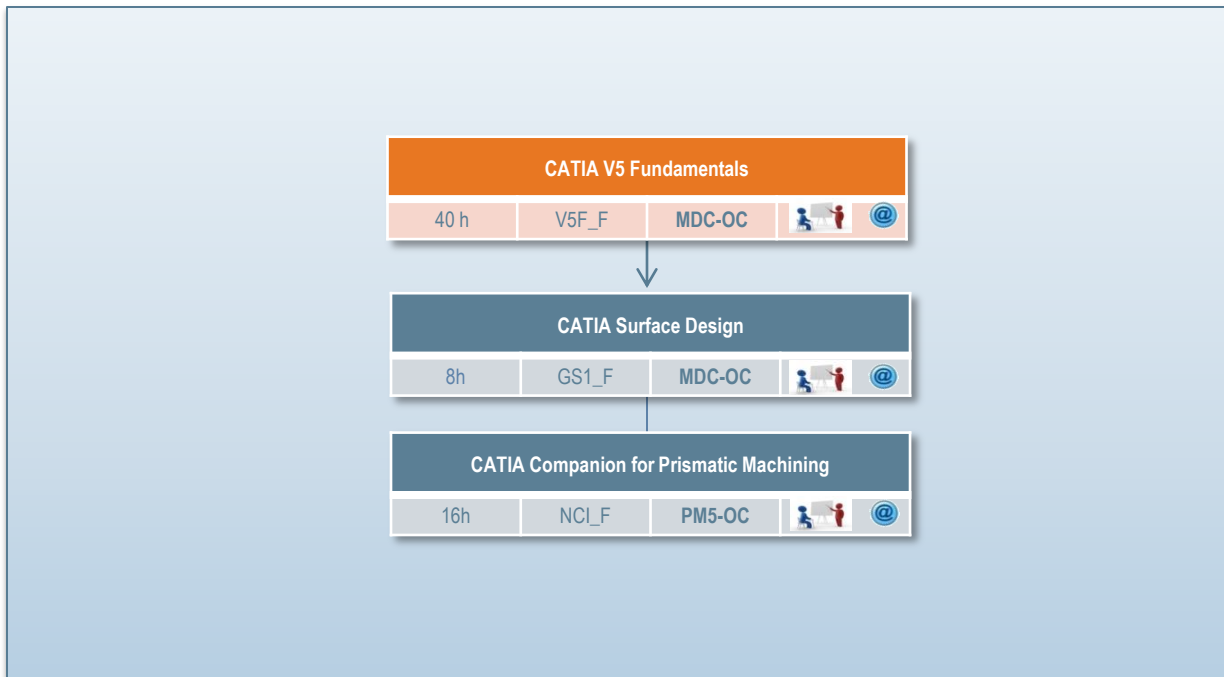 CATIA V5 Fundamentals
40 h V5F_F MDC-OC @
CATIA Surface Design
8h GS1_F MDC-OC @
CATIA Companion for Prismatic Machining
16h NCI_F PM5-OC @